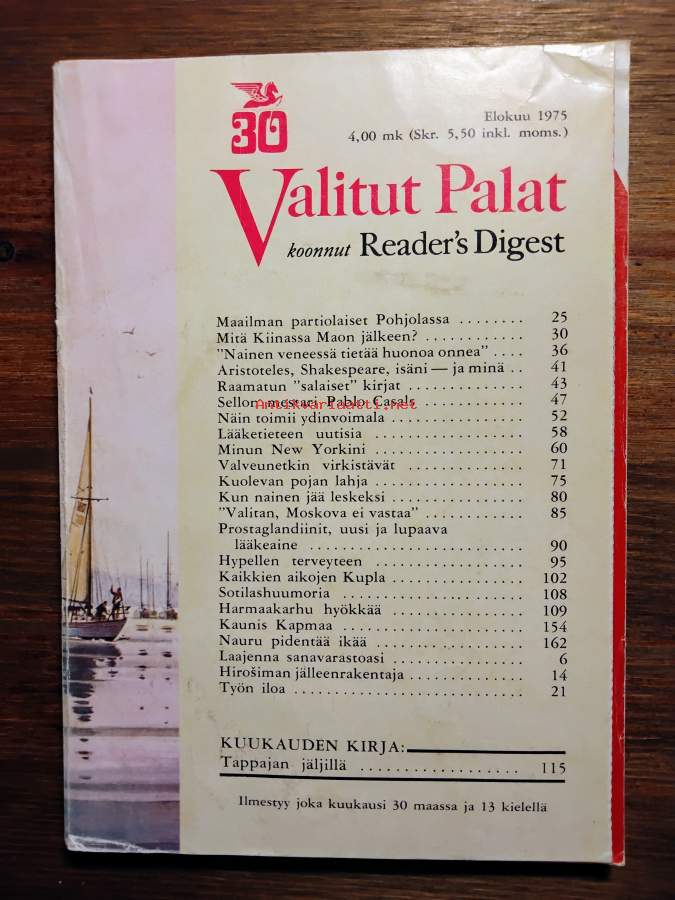 30
Elokuu 1975
4,00 mk (Skr. 5,50 inkl. moms.)
Valitut Palat
koonnut Reader's Digest
Maailman partiolaiset Pohjolassa ........ 25
Mitä Kiinassa Maon jälkeen? ............ 30
"Nainen veneessä tietää huonoa onnea" .... 36
Aristoteles, Shakespeare, isäni — ja minä .. 41
Raamatun "salaiset" kirjat .............. 43
Sellon mestari Pablo Casals ............. 47
Antikvariaatti.net
Näin toimii ydinvoimala ................ 52
Lääketieteen uutisia ................... 58
Minun New Yorkini .................... 60
Valveunetkin virkistävät ................ 71
Kuolevan pojan lahja ................... 75
Kun nainen jää leskeksi ................. 80
"Valitan, Moskova ei vastaa" ............. 85
Prostaglandiinit, uusi ja lupaava
lääkeaine .......................... 90
Hypellen terveyteen .................... 95
Kaikkien aikojen Kupla ................. 102
Sotilashuumoria ....................... 108
Harmaakarhu hyökkää ................. 109
Kaunis Kapmaa ....................... 154
Nauru pidentää ikää ................... 162
Laajenna sanavarastoasi ................. 6
Hirošiman jälleenrakentaja ............... 14
Työn iloa ............................ 21
KUUKAUDEN KIRJA:
Tappajan jäljillä ................... 115
Ilmestyy joka kuukausi 30 maassa ja 13 kielellä